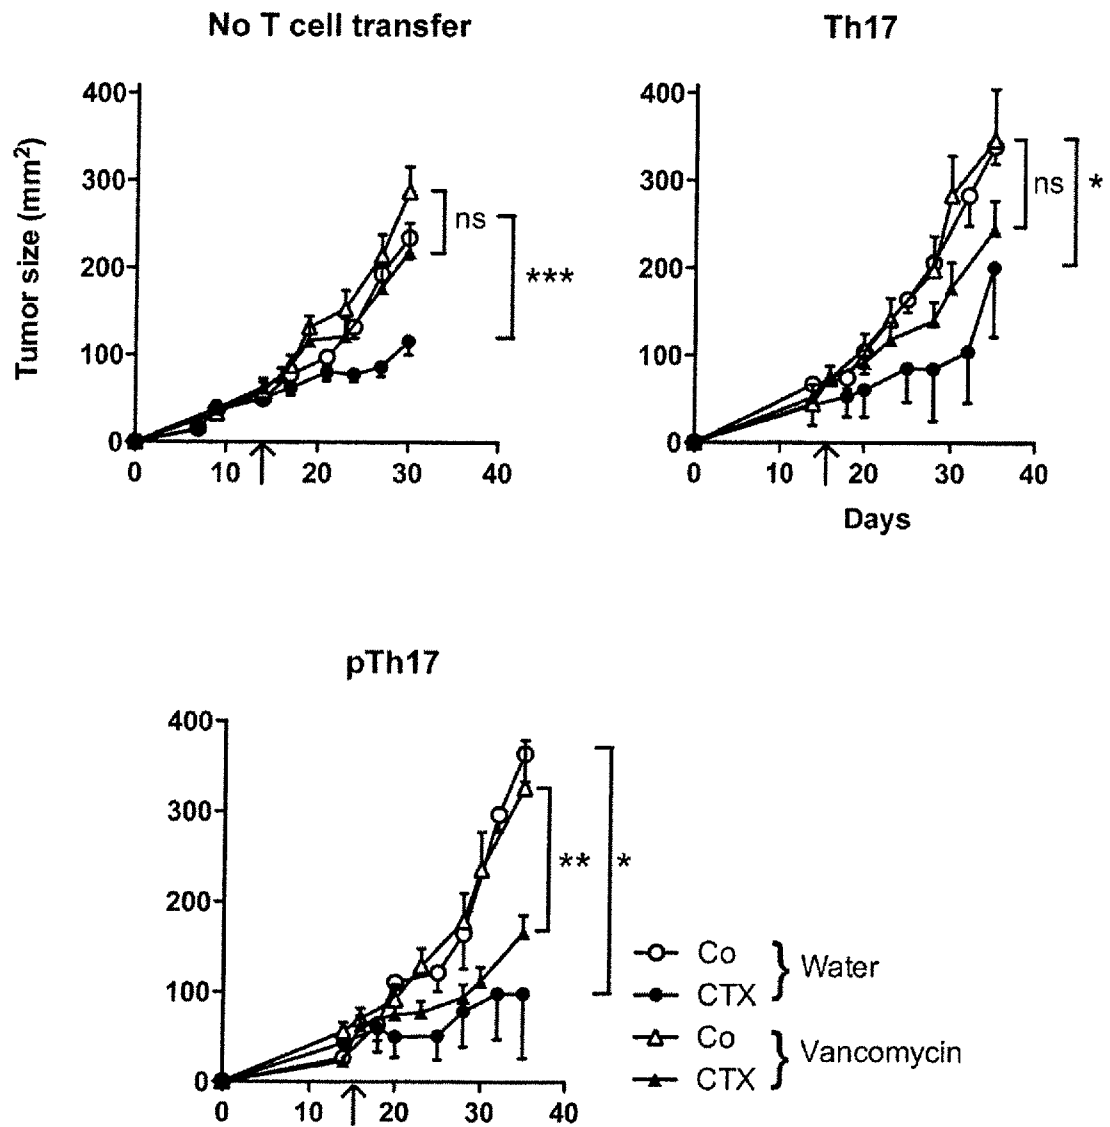 No T cell transfer
Th17
Tumor size (mm²)
400
300
200
100
0
0 10 20 30 40
ns
***
400
300
200
100
0
0 10 20 30 40
ns
*
Days
pTh17
400
300
200
100
0
0 10 20 30 40
**
*
Co
CTX
} Water
Co
CTX
} Vancomycin